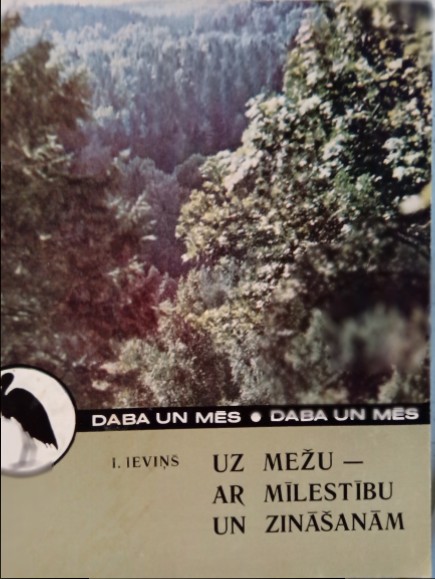 DABA UN MĒS ● DABA UN MĒS
I. IEVIŅŠ
UZ MEŽU —
AR MĪLESTĪBU
UN ZINĀŠANĀM